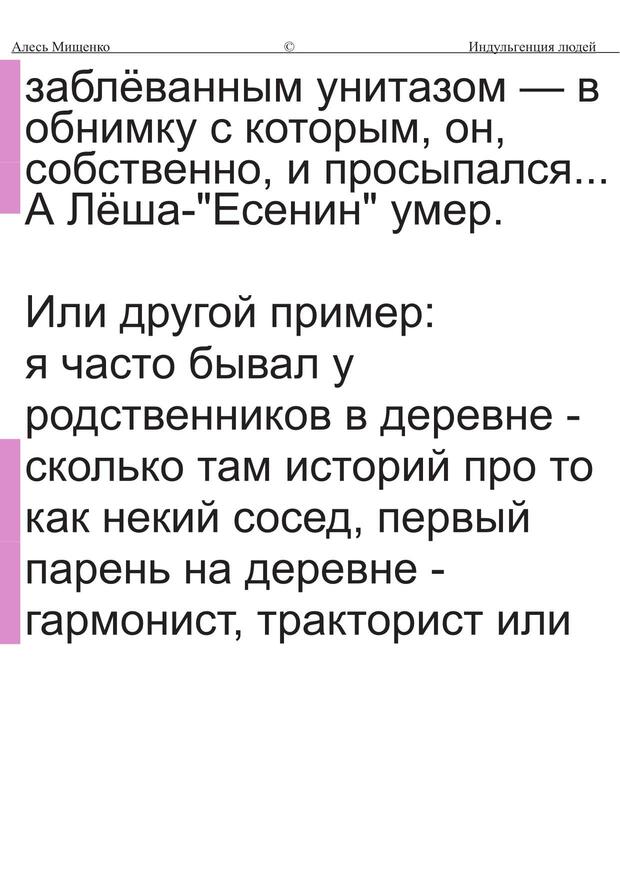 Алесь Мищенко © Индульгенция людей
заблёванным унитазом — в
обнимку с которым, он,
собственно, и просыпался...
А Лёша-"Есенин" умер.
Или другой пример:
я часто бывал у
родственников в деревне -
сколько там историй про то
как некий сосед, первый
парень на деревне -
гармонист, тракторист или